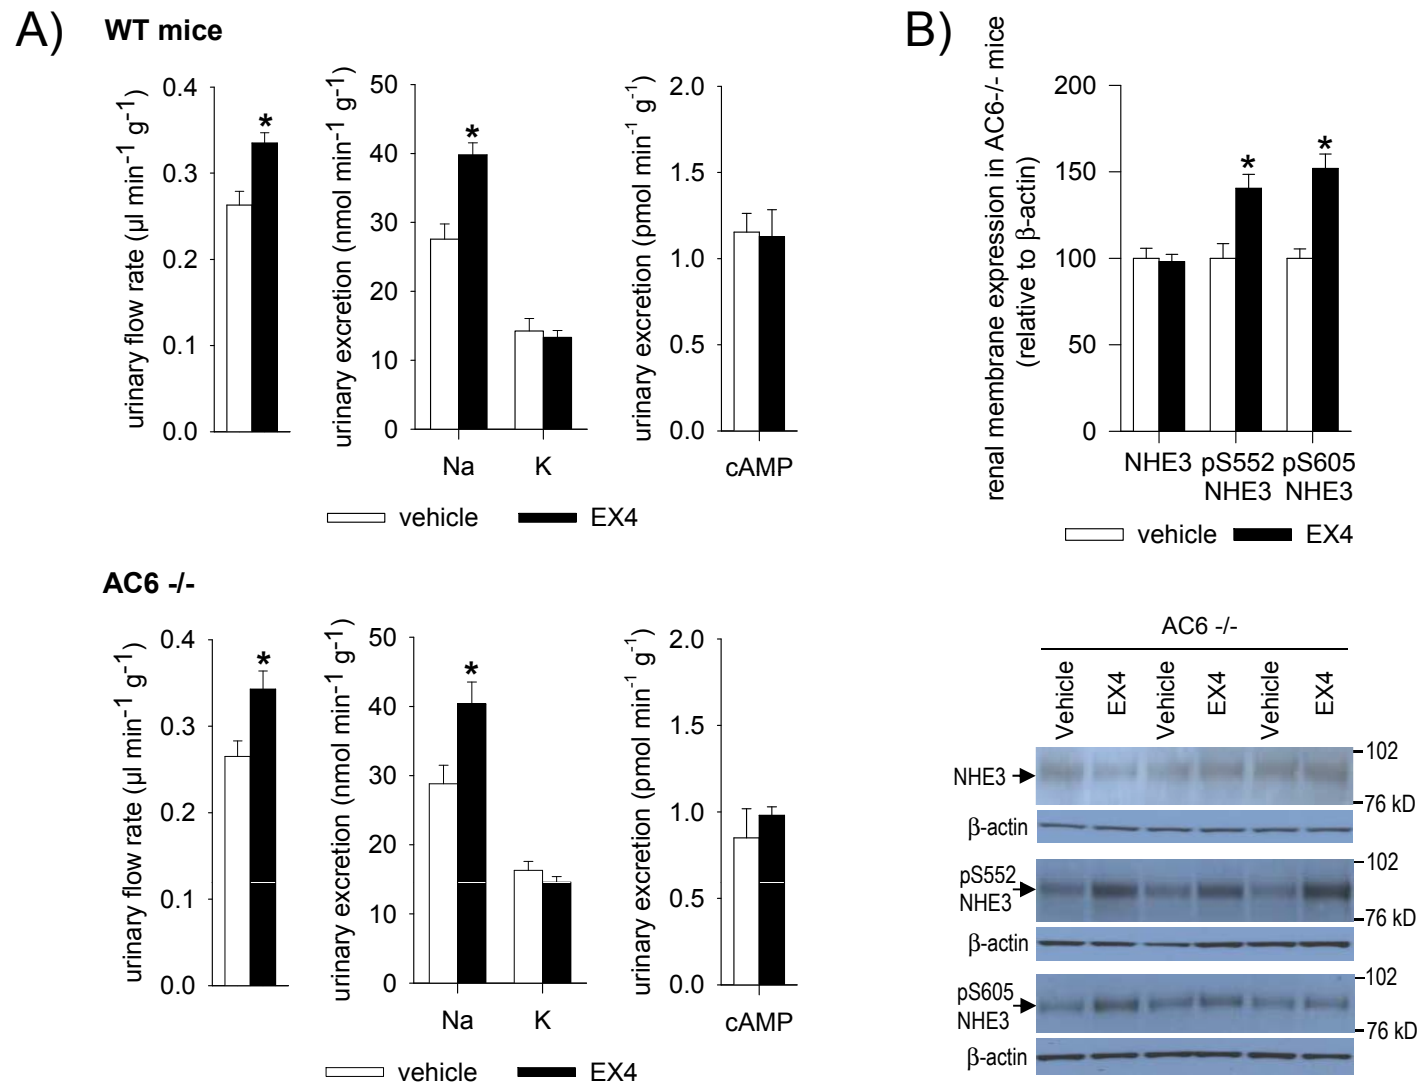 A)
WT mice
urinary flow rate (µl min⁻¹ g⁻¹)
0.4
0.3
0.2
0.1
0.0
*
urinary excretion (nmol min⁻¹ g⁻¹)
50
40
30
20
10
0
*
Na K
urinary excretion (pmol min⁻¹ g⁻¹)
2.0
1.5
1.0
0.5
0.0
cAMP
vehicle EX4
AC6 -/-
urinary flow rate (µl min⁻¹ g⁻¹)
0.4
0.3
0.2
0.1
0.0
*
urinary excretion (nmol min⁻¹ g⁻¹)
50
40
30
20
10
0
*
Na K
urinary excretion (pmol min⁻¹ g⁻¹)
2.0
1.5
1.0
0.5
0.0
cAMP
vehicle EX4
B)
renal membrane expression in AC6-/- mice
(relative to β-actin)
200
150
100
50
0
* *
NHE3 pS552 pS605
NHE3 NHE3
vehicle EX4
AC6 -/-
Vehicle EX4 Vehicle EX4 Vehicle EX4
102
NHE3
76 kD
β-actin
102
pS552
NHE3
76 kD
β-actin
102
pS605
NHE3
76 kD
β-actin